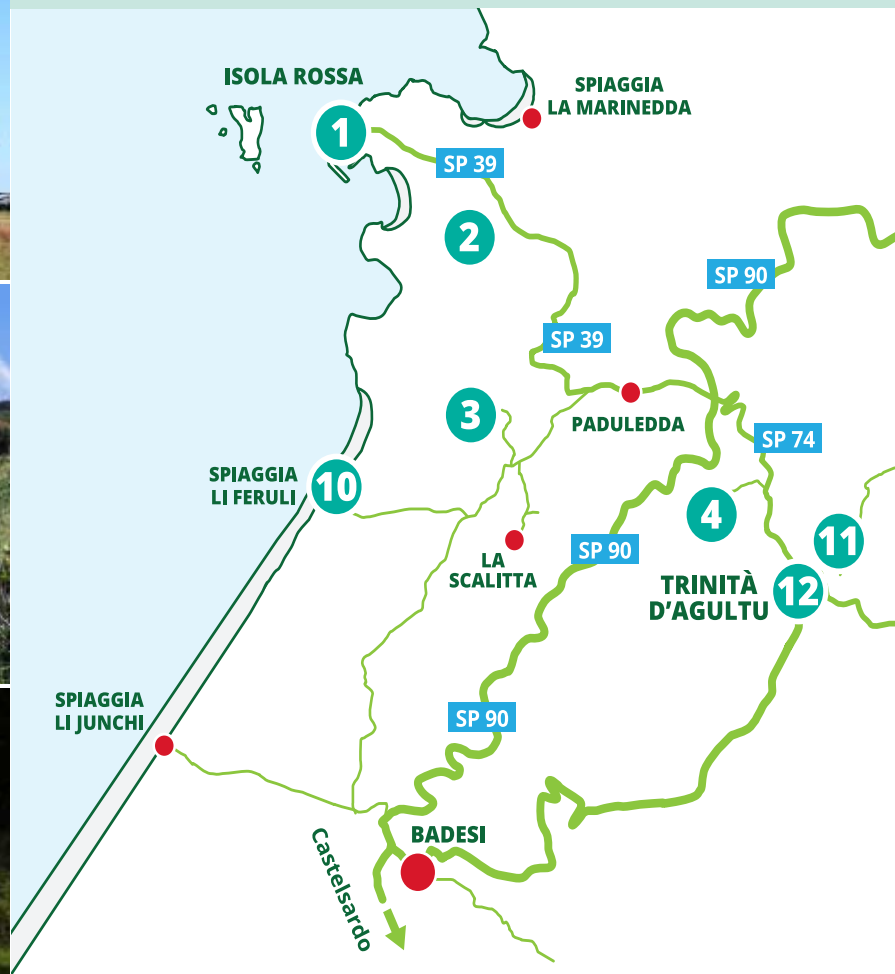 ISOLA ROSSA
SPIAGGIA
LA MARINEDDA
1
SP 39
2
SP 90
SP 39
3
PADULEDDA
SP 74
SPIAGGIA
LI FERULI
10
4
11
LA
SCALITTA
SP 90
TRINITÀ
D'AGULTU
12
SPIAGGIA
LI JUNCHI
SP 90
BADESI
Castelsardo